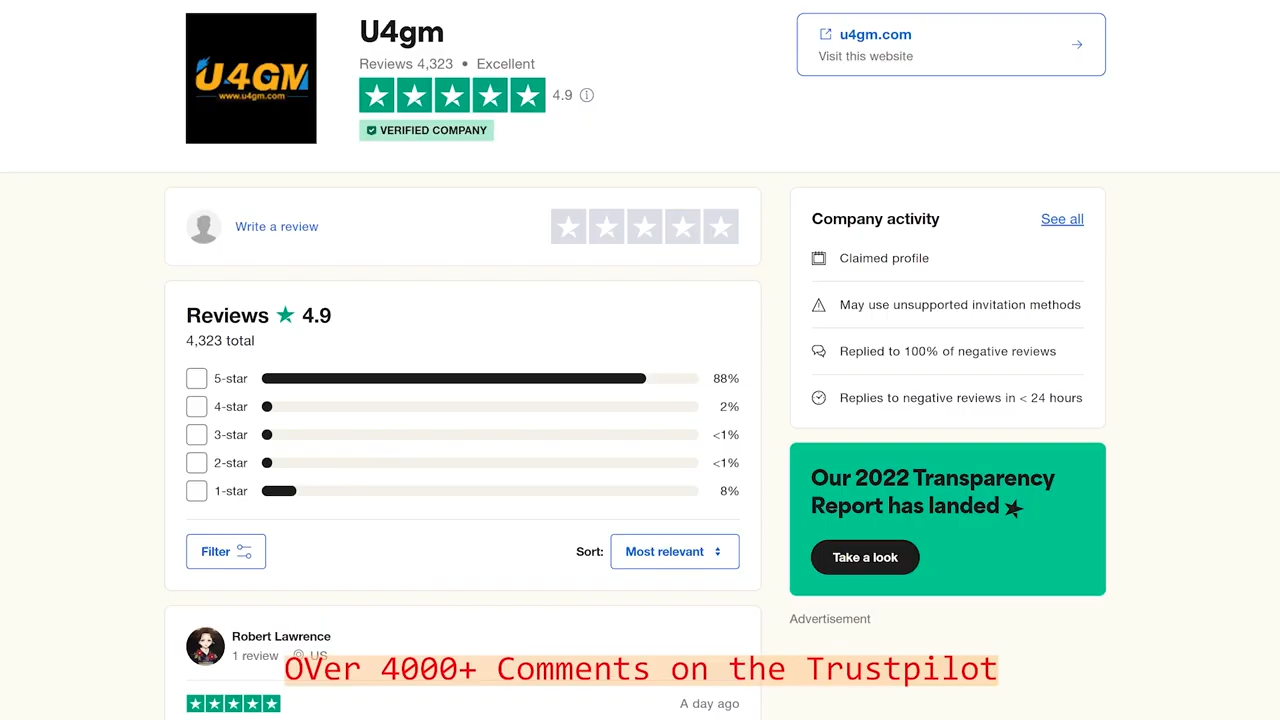 U4GM
www.u4gm.com
U4gm
Reviews 4,323 • Excellent
4.9
VERIFIED COMPANY
u4gm.com
Visit this website
Write a review
Reviews ★ 4.9
4,323 total
5-star 88%
4-star 2%
3-star <1%
2-star <1%
1-star 8%
Filter
Sort: Most relevant
Company activity See all
Claimed profile
May use unsupported invitation methods
Replied to 100% of negative reviews
Replies to negative reviews in < 24 hours
Our 2022 Transparency
Report has landed
Take a look
Advertisement
Robert Lawrence
1 review US
OVer 4000+ Comments on the Trustpilot
A day ago